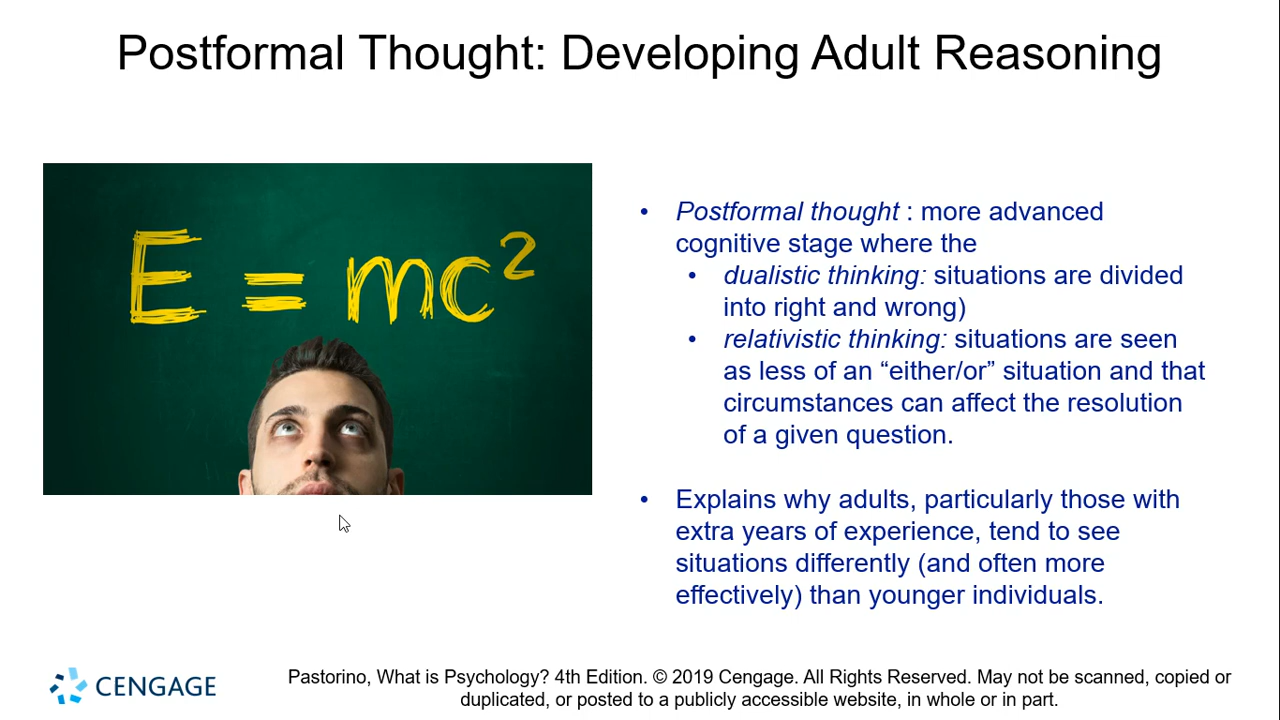 Postformal Thought: Developing Adult Reasoning
E = mc²
• Postformal thought : more advanced
cognitive stage where the
• dualistic thinking: situations are divided
into right and wrong)
• relativistic thinking: situations are seen
as less of an “either/or” situation and that
circumstances can affect the resolution
of a given question.
• Explains why adults, particularly those with
extra years of experience, tend to see
situations differently (and often more
effectively) than younger individuals.
CENGAGE
Pastorino, What is Psychology? 4th Edition. © 2019 Cengage. All Rights Reserved. May not be scanned, copied or
duplicated, or posted to a publicly accessible website, in whole or in part.